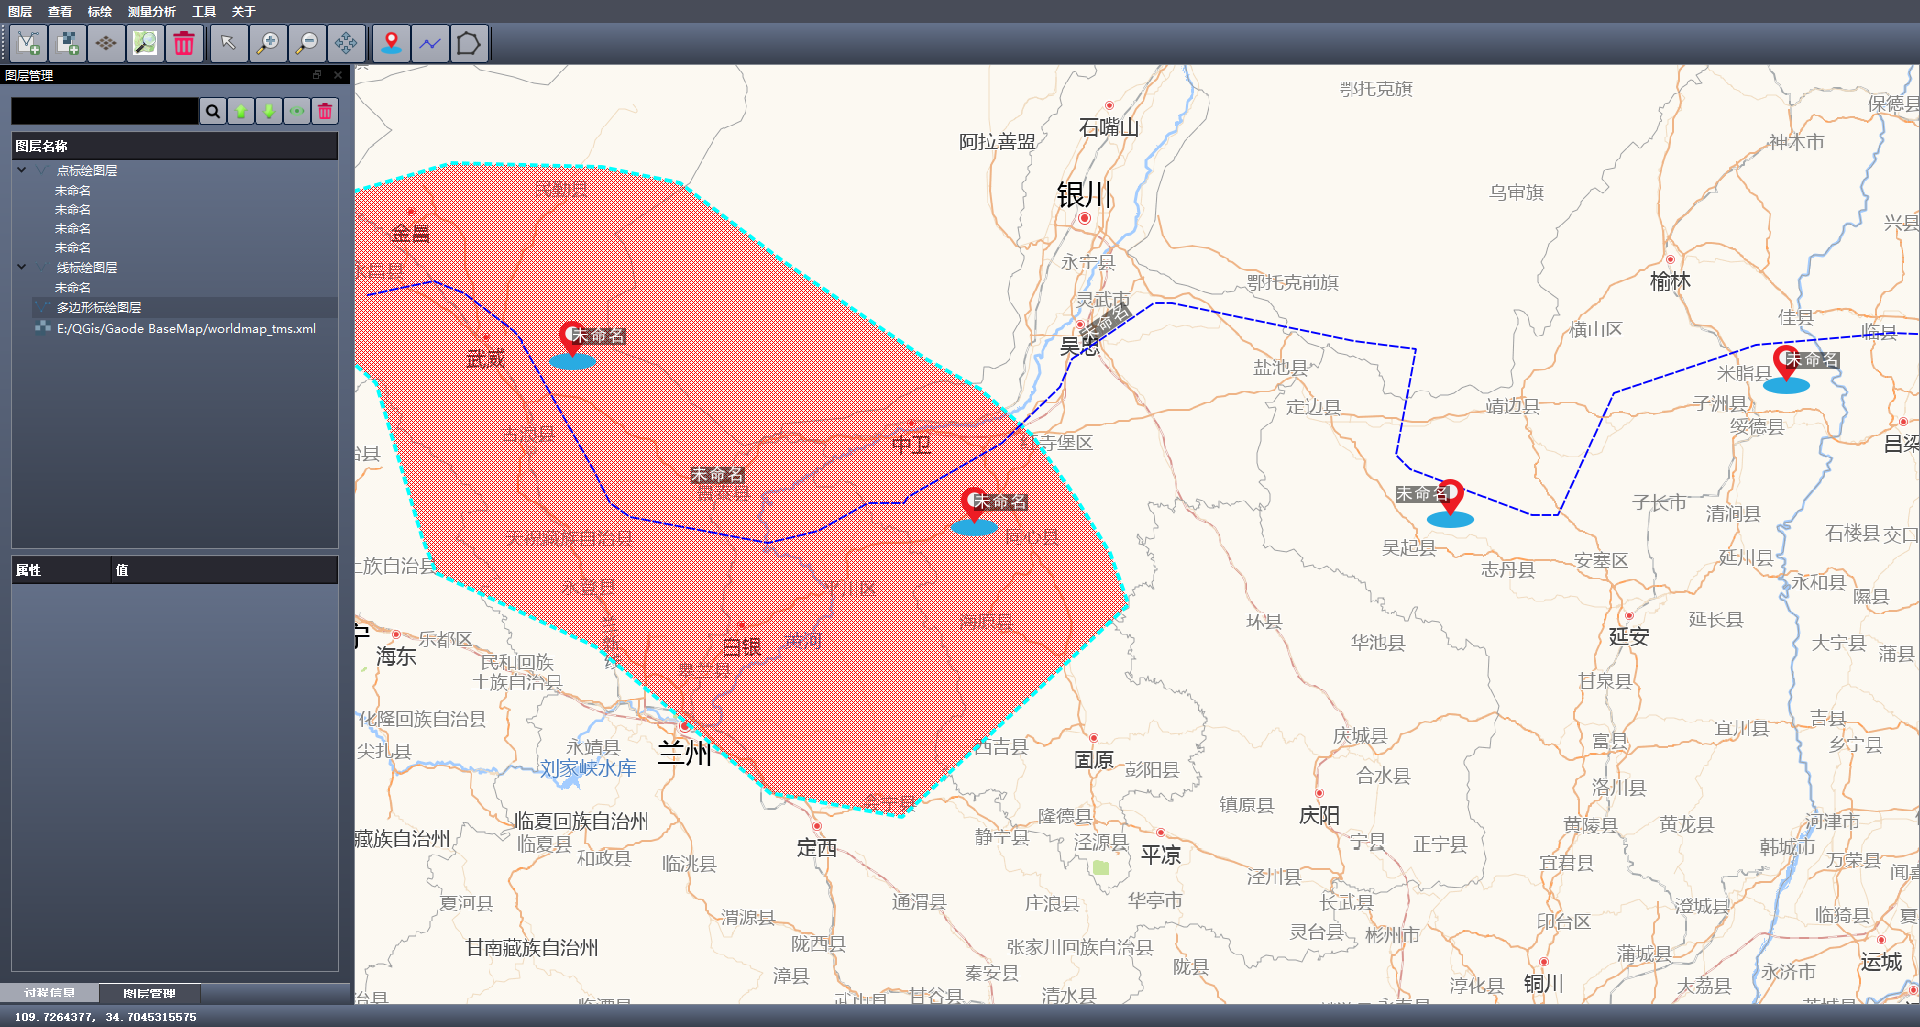 图层 查看 标绘 测量分析 工具 关于
图层管理
图层名称
点标绘图层
未命名
未命名
未命名
未命名
线标绘图层
未命名
多边形标绘图层
E:/QGis/Gaode BaseMap/worldmap_tms.xml
属性 值
过程信息 图层管理
109.7264377, 34.7045315575
鄂托克旗
保德县
石嘴山
阿拉善盟
神木市
民勤县
银川
乌审旗
兴县
金昌
永昌县
永宁县
鄂托克前旗
榆林
灵武市
佳县
未命名
横山区
临县
未命名
吴忠
武威
盐池县
米脂县
未命名
定边县
靖边县
子洲县
绥德县
古浪县
中卫
红寺堡区
吕梁
治县
未命名
景泰县
未命名
未命名
子长市
清涧县
石楼县
交口
天祝藏族自治县
同心县
吴起县
土族自治县
志丹县
安塞区
延川县
永和县
隰县
永登县
平川区
海原县
环县
延长县
宁
乐都区
兰新线
白银
黄河
华池县
延安
大宁县
蒲县
海东
民和回族
土族自治县
皋兰县
甘泉县
化隆回族自治县
吉县
尖扎县
永靖县
兰州
西吉县
庆城县
富县
宜川县
乡宁县
刘家峡水库
固原
彭阳县
合水县
洛川县
会宁县
镇原县
庆阳
临夏回族自治州
隆德县
黄陵县
黄龙县
河津市
藏族自治州
临夏县
和政县
定西
静宁县
泾源县
平凉
宁县
正宁县
韩城市
万荣县
临洮县
宜君县
闻喜
泾川县
夏河县
渭源县
通渭县
庄浪县
华亭市
长武县
印台区
澄城县
临猗县
夏
甘南藏族自治州
陇西县
张家川回族自治县
灵台县
彬州市
蒲城县
运城
漳县
秦安县
陇县
铜川
淳化县
大荔县
永济市
治县
临潭县
武山县
甘谷县
清水县
永寿县
芮城县